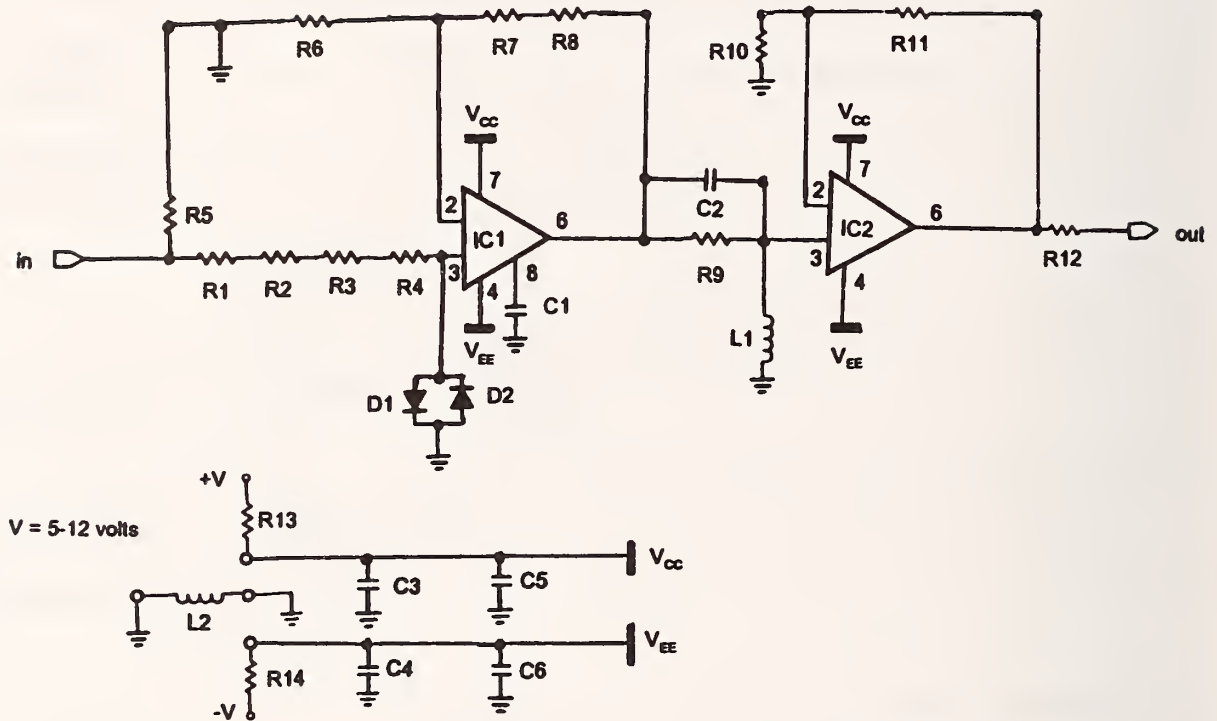 R6
R7
R8
R10
R11
VCC
VCC
7
7
R5
2
IC1
6
C2
2
IC2
6
in
R1
R2
R3
R4
3
8
4
C1
R9
3
4
R12
out
VEE
L1
VEE
D1
D2
+V
V = 5-12 volts
R13
C3
C5
VCC
L2
VEE
R14
C4
C6
-V